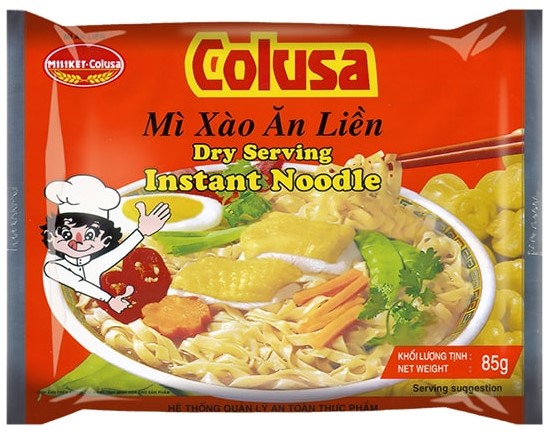 MILIKET-Colusa
Colusa
Mì Xào Ăn Liền
Dry Serving
Instant Noodle
KHỐI LƯỢNG TỊNH :
NET WEIGHT : 85g
Serving suggestion
HỆ THỐNG QUẢN LÝ AN TOÀN THỰC PHẨM